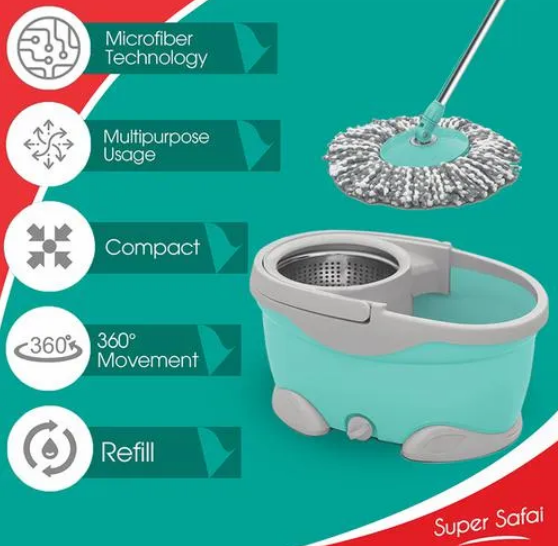 Microfiber
Technology
Multipurpose
Usage
Compact
360°
360°
Movement
Refill
Super Safai